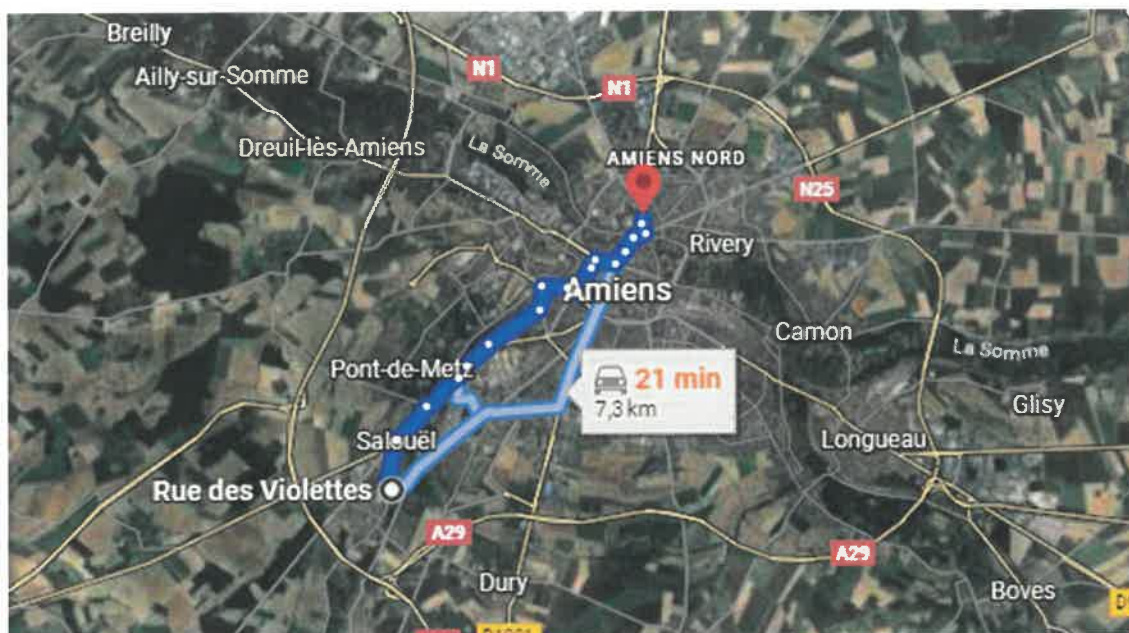 Breilly
Ailly-sur-Somme
N1
N1
Dreuil-lès-Amiens
La Somme
AMIENS NORD
N25
Rivery
Amiens
Camon
La Somme
Pont-de-Metz
21 min
7,3 km
Glisy
Salouël
Longueau
Rue des Violettes
A29
A29
Dury
Boves